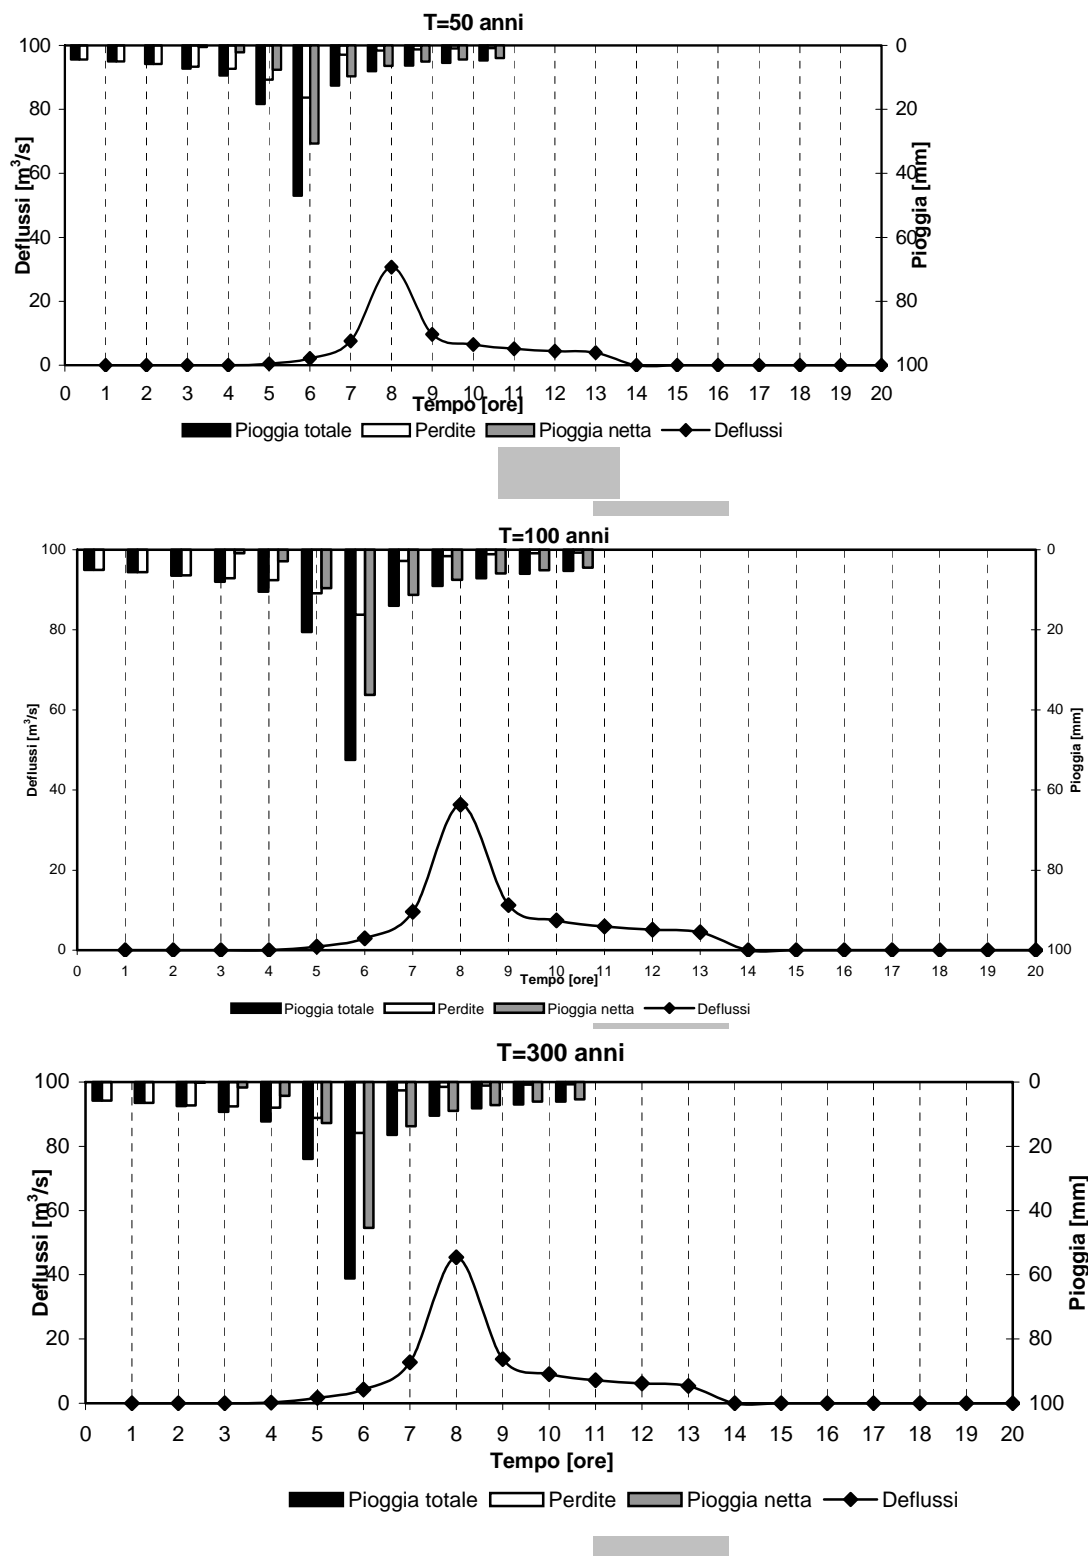 T=50 anni
100
80
60
40
20
0
Deflussi [m³/s]
0
20
40
60
80
100
Pioggia [mm]
0 1 2 3 4 5 6 7 8 9 10 11 12 13 14 15 16 17 18 19 20
Tempo [ore]
Pioggia totale Perdite Pioggia netta Deflussi
T=100 anni
100
80
60
40
20
0
Deflussi [m³/s]
0
20
40
60
80
100
Pioggia [mm]
0 1 2 3 4 5 6 7 8 9 10 11 12 13 14 15 16 17 18 19 20
Tempo [ore]
Pioggia totale Perdite Pioggia netta Deflussi
T=300 anni
100
80
60
40
20
0
Deflussi [m³/s]
0
20
40
60
80
100
Pioggia [mm]
0 1 2 3 4 5 6 7 8 9 10 11 12 13 14 15 16 17 18 19 20
Tempo [ore]
Pioggia totale Perdite Pioggia netta Deflussi